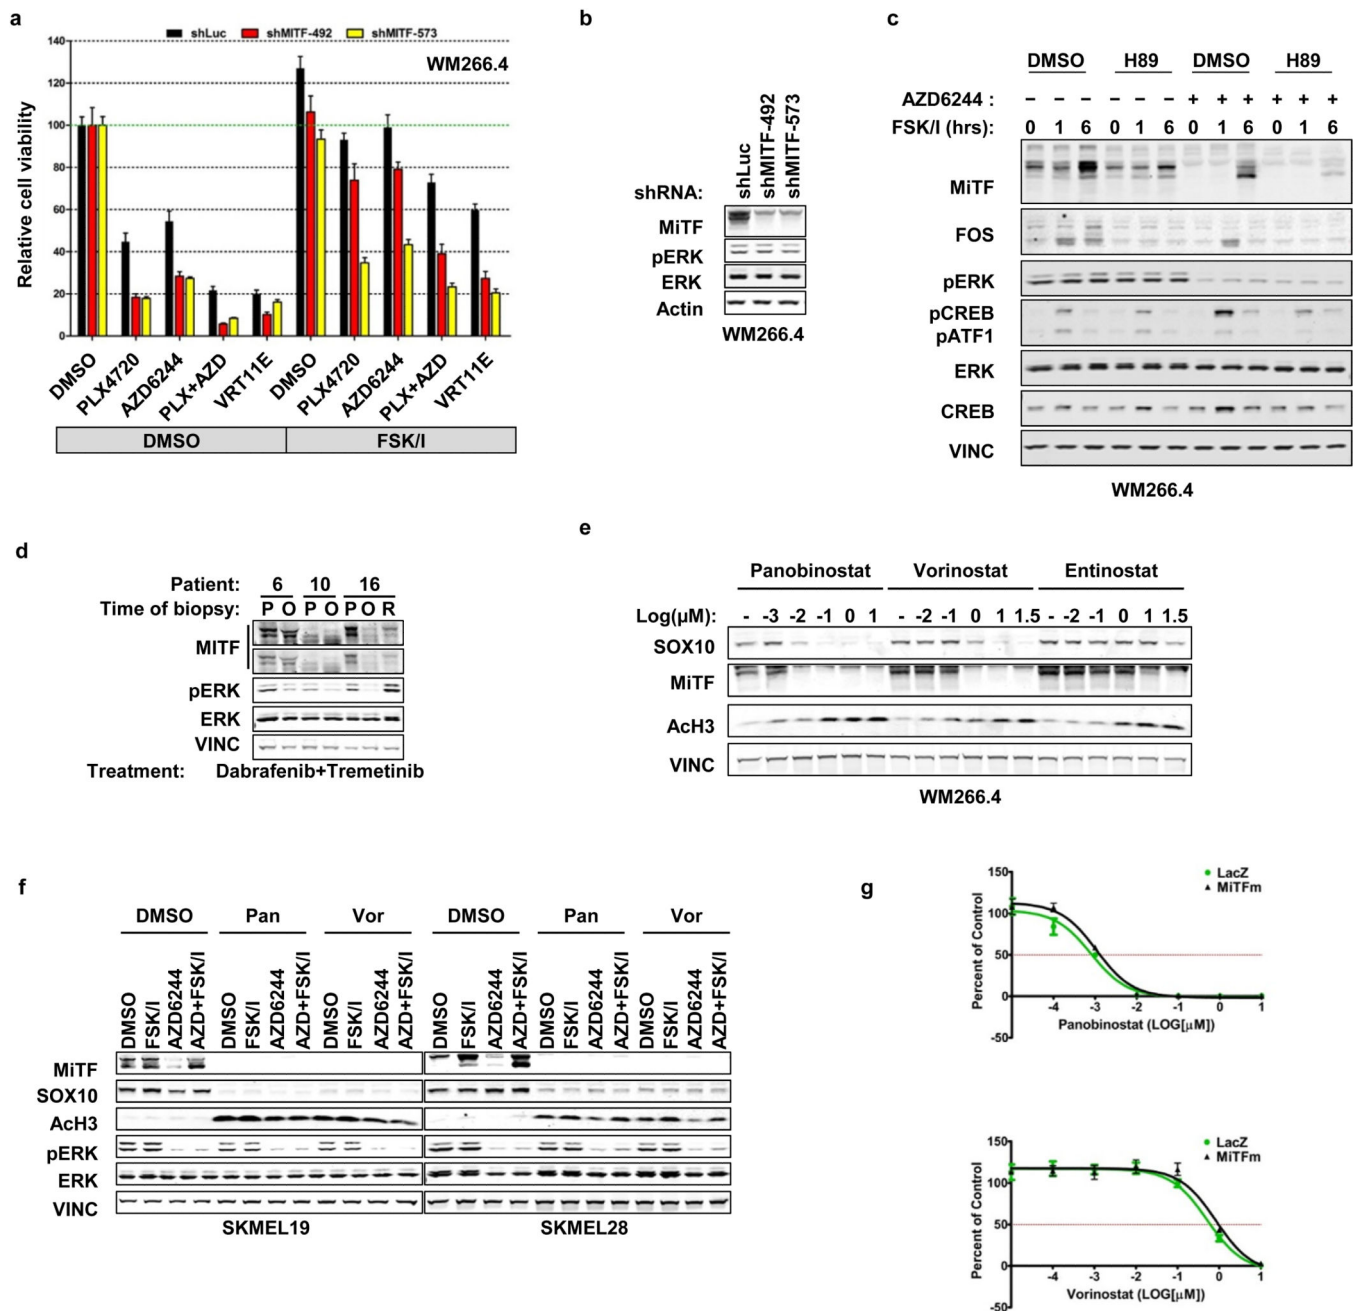 a
shLuc shMITF-492 shMITF-573
WM266.4
Relative cell viability
140
120
100
80
60
40
20
0
DMSO PLX4720 AZD6244 PLX+AZD VRT11E DMSO PLX4720 AZD6244 PLX+AZD VRT11E
DMSO FSK/I
b
shRNA: shLuc shMITF-492 shMITF-573
MiTF
pERK
ERK
Actin
WM266.4
c
DMSO H89 DMSO H89
AZD6244 : - - - - - - + + + + + +
FSK/I (hrs): 0 1 6 0 1 6 0 1 6 0 1 6
MiTF
FOS
pERK
pCREB
pATF1
ERK
CREB
VINC
WM266.4
d
Patient: 6 10 16
Time of biopsy: P O P O P O R
MITF
pERK
ERK
VINC
Treatment: Dabrafenib+Tremetinib
e
Panobinostat Vorinostat Entinostat
Log(µM): - -3 -2 -1 0 1 - -2 -1 0 1 1.5 - -2 -1 0 1 1.5
SOX10
MiTF
AcH3
VINC
WM266.4
f
DMSO Pan Vor DMSO Pan Vor
DMSO FSK/I AZD6244 AZD+FSK/I DMSO FSK/I AZD6244 AZD+FSK/I DMSO FSK/I AZD6244 AZD+FSK/I DMSO FSK/I AZD6244 AZD+FSK/I DMSO FSK/I AZD6244 AZD+FSK/I DMSO FSK/I AZD6244 AZD+FSK/I
MiTF
SOX10
AcH3
pERK
ERK
VINC
SKMEL19 SKMEL28
g
LacZ
MiTFm
Percent of Control
150
100
50
0
-50
-4 -3 -2 -1 0 1
Panobinostat (LOG[µM])
LacZ
MiTFm
Percent of Control
150
100
50
0
-50
-4 -3 -2 -1 0 1
Vorinostat (LOG[µM])